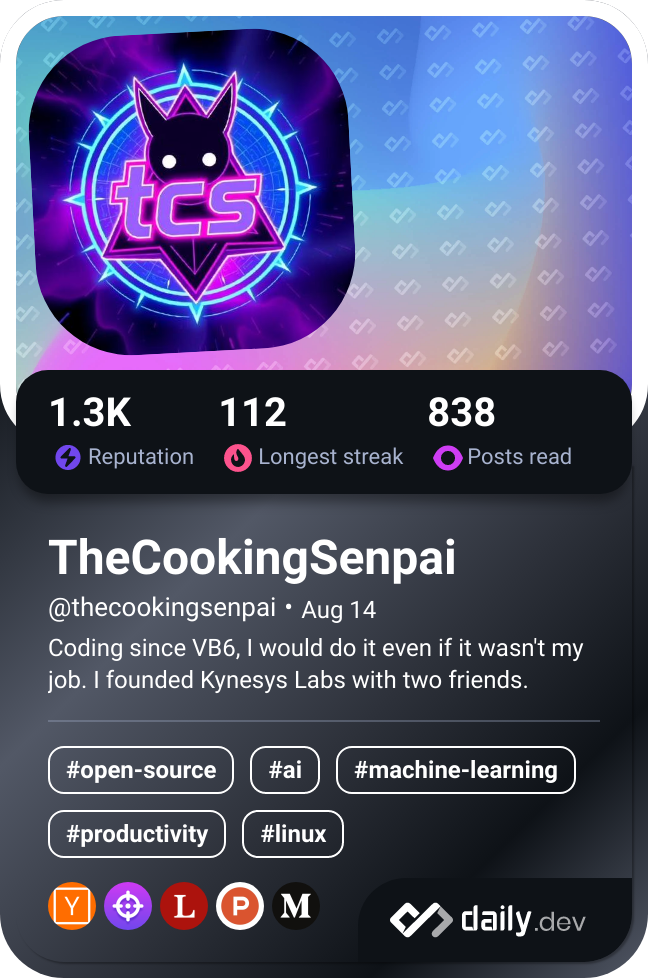 tcs
1.3K 112 838
Reputation Longest streak Posts read
TheCookingSenpai
@thecookingsenpai • Aug 14
Coding since VB6, I would do it even if it wasn't my
job. I founded Kynesys Labs with two friends.
#open-source #ai #machine-learning
#productivity #linux
Y L P M
daily.dev